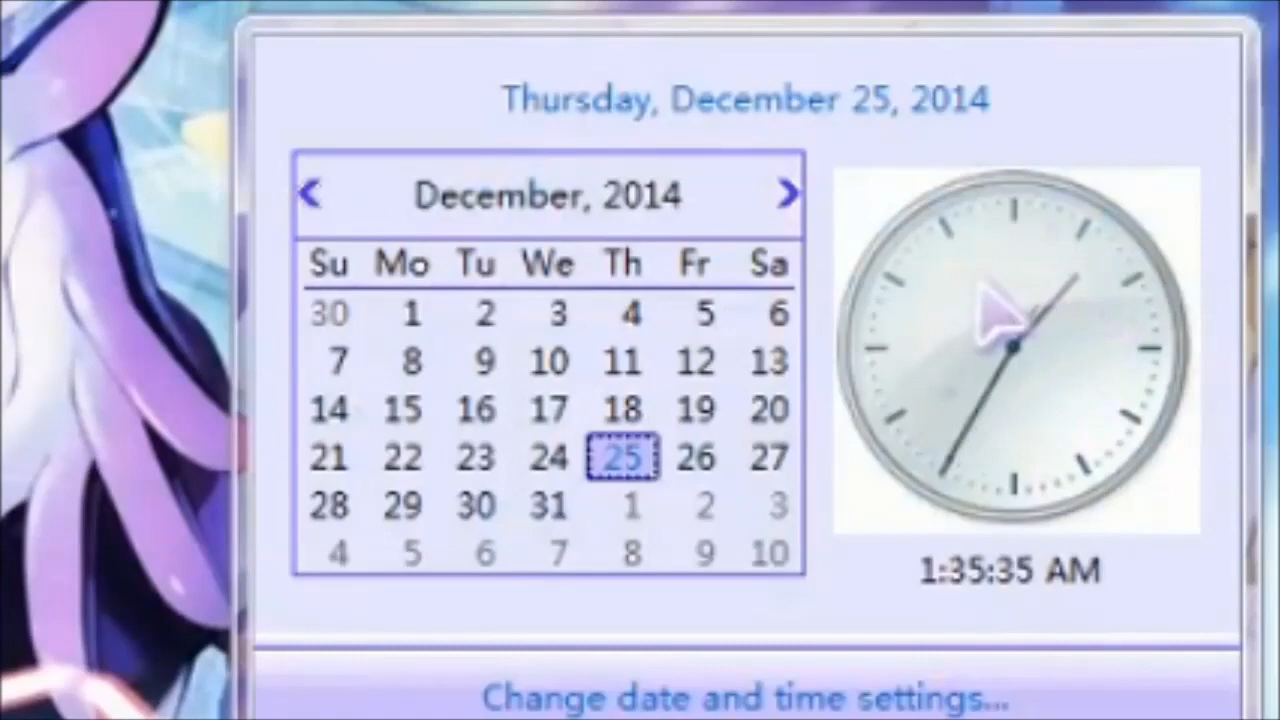 Thursday, December 25, 2014
December, 2014
Su Mo Tu We Th Fr Sa
30 1 2 3 4 5 6
7 8 9 10 11 12 13
14 15 16 17 18 19 20
21 22 23 24 25 26 27
28 29 30 31 1 2 3
4 5 6 7 8 9 10
1:35:35 AM
Change date and time settings...